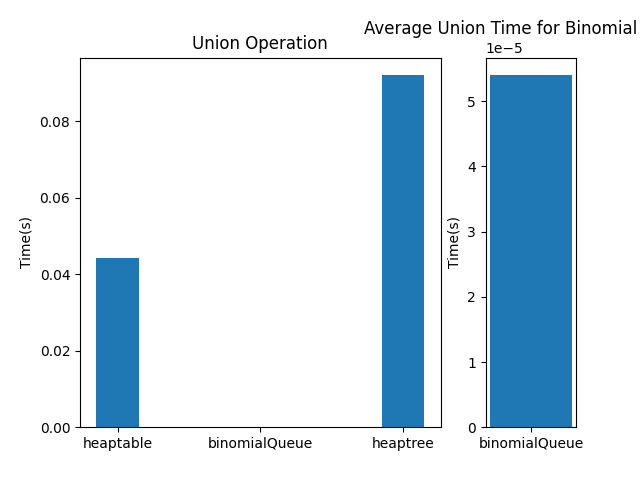 Union Operation
Time(s)
0.08
0.06
0.04
0.02
0.00
heaptable
binomialQueue
heaptree
Average Union Time for Binomial
1e−5
Time(s)
5
4
3
2
1
0
binomialQueue